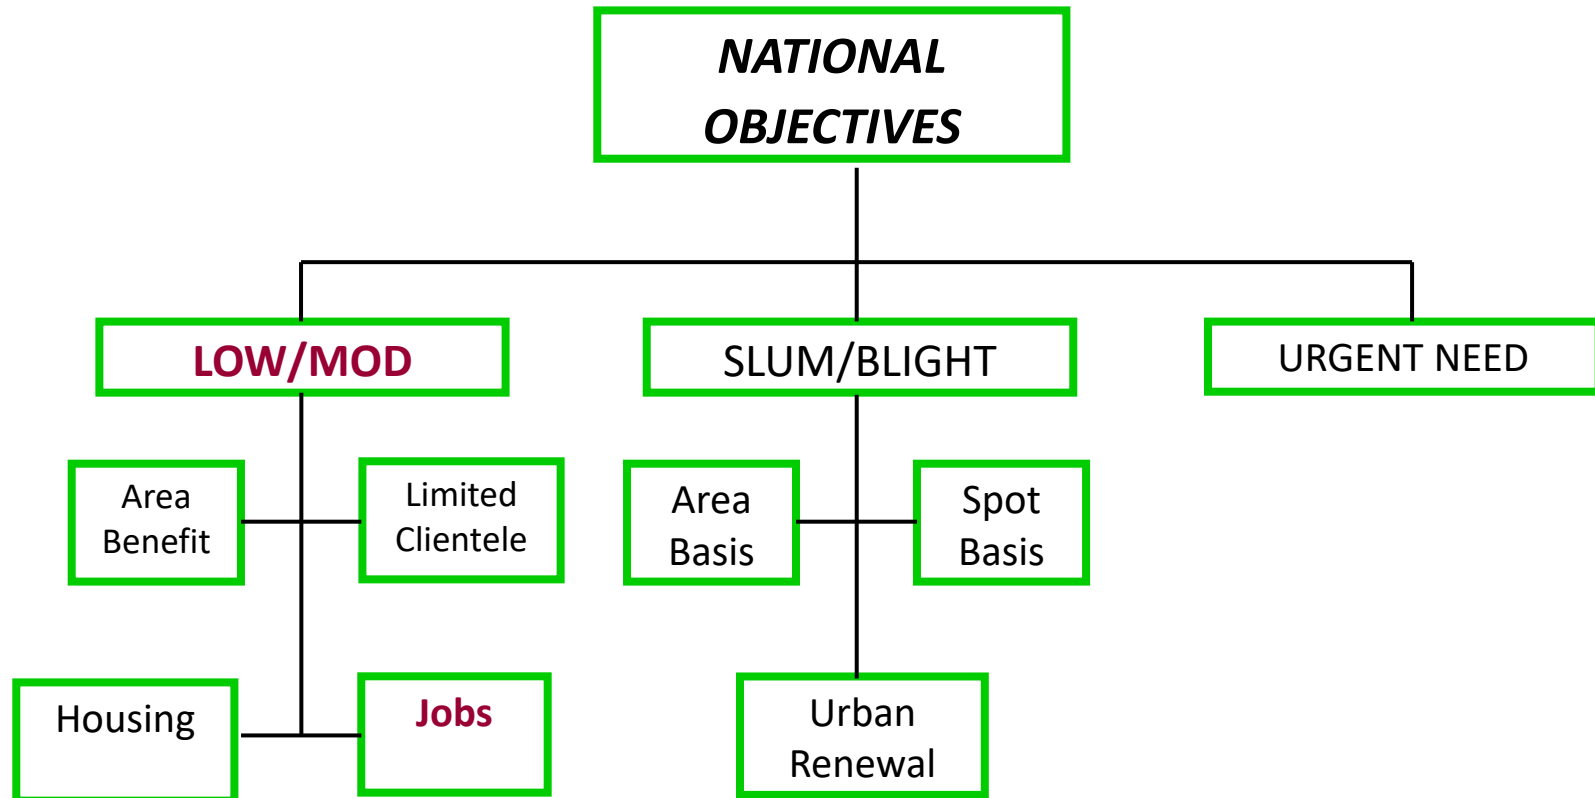 NATIONAL
OBJECTIVES
LOW/MOD
SLUM/BLIGHT
URGENT NEED
Area
Benefit
Limited
Clientele
Area
Basis
Spot
Basis
Housing
Jobs
Urban
Renewal